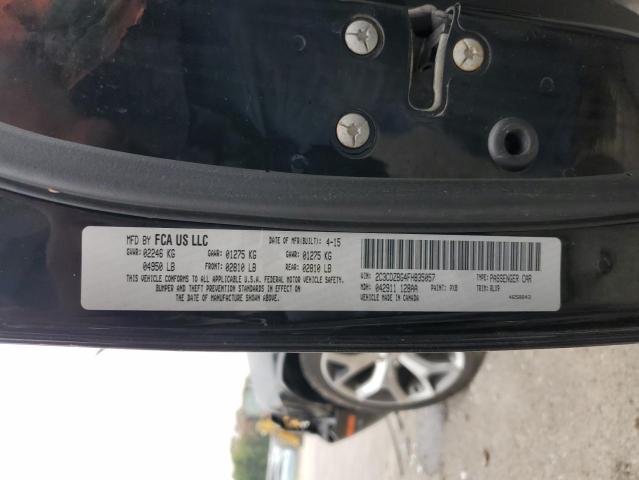 MFD BY FCA US LLC
DATE OF MFR(BUILT): 4-15
GVWR: 02246 KG
GAWR: 01275 KG
GAWR: 01275 KG
04950 LB
FRONT: 02810 LB
REAR: 02810 LB
THIS VEHICLE CONFORMS TO ALL APPLICABLE U.S.A. FEDERAL MOTOR VEHICLE SAFETY,
BUMPER AND THEFT PREVENTION STANDARDS IN EFFECT ON
THE DATE OF MANUFACTURE SHOWN ABOVE.
VIN: 2C3CDZBG4FH835057
TYPE: PASSENGER CAR
MDH: 042911 128AA
PAINT: PXB
TRIM: RLX9
VEHICLE MADE IN CANADA